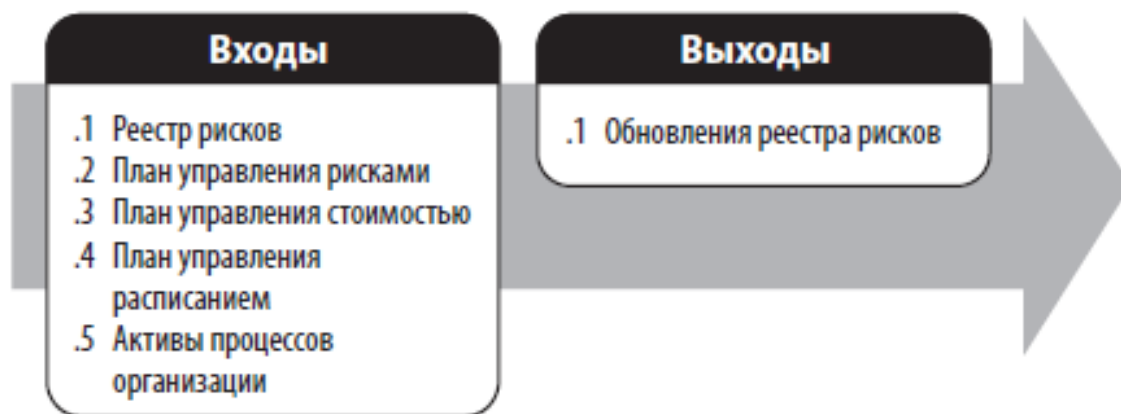 Входы
.1 Реестр рисков
.2 План управления рисками
.3 План управления стоимостью
.4 План управления
расписанием
.5 Активы процессов
организации
Выходы
.1 Обновления реестра рисков